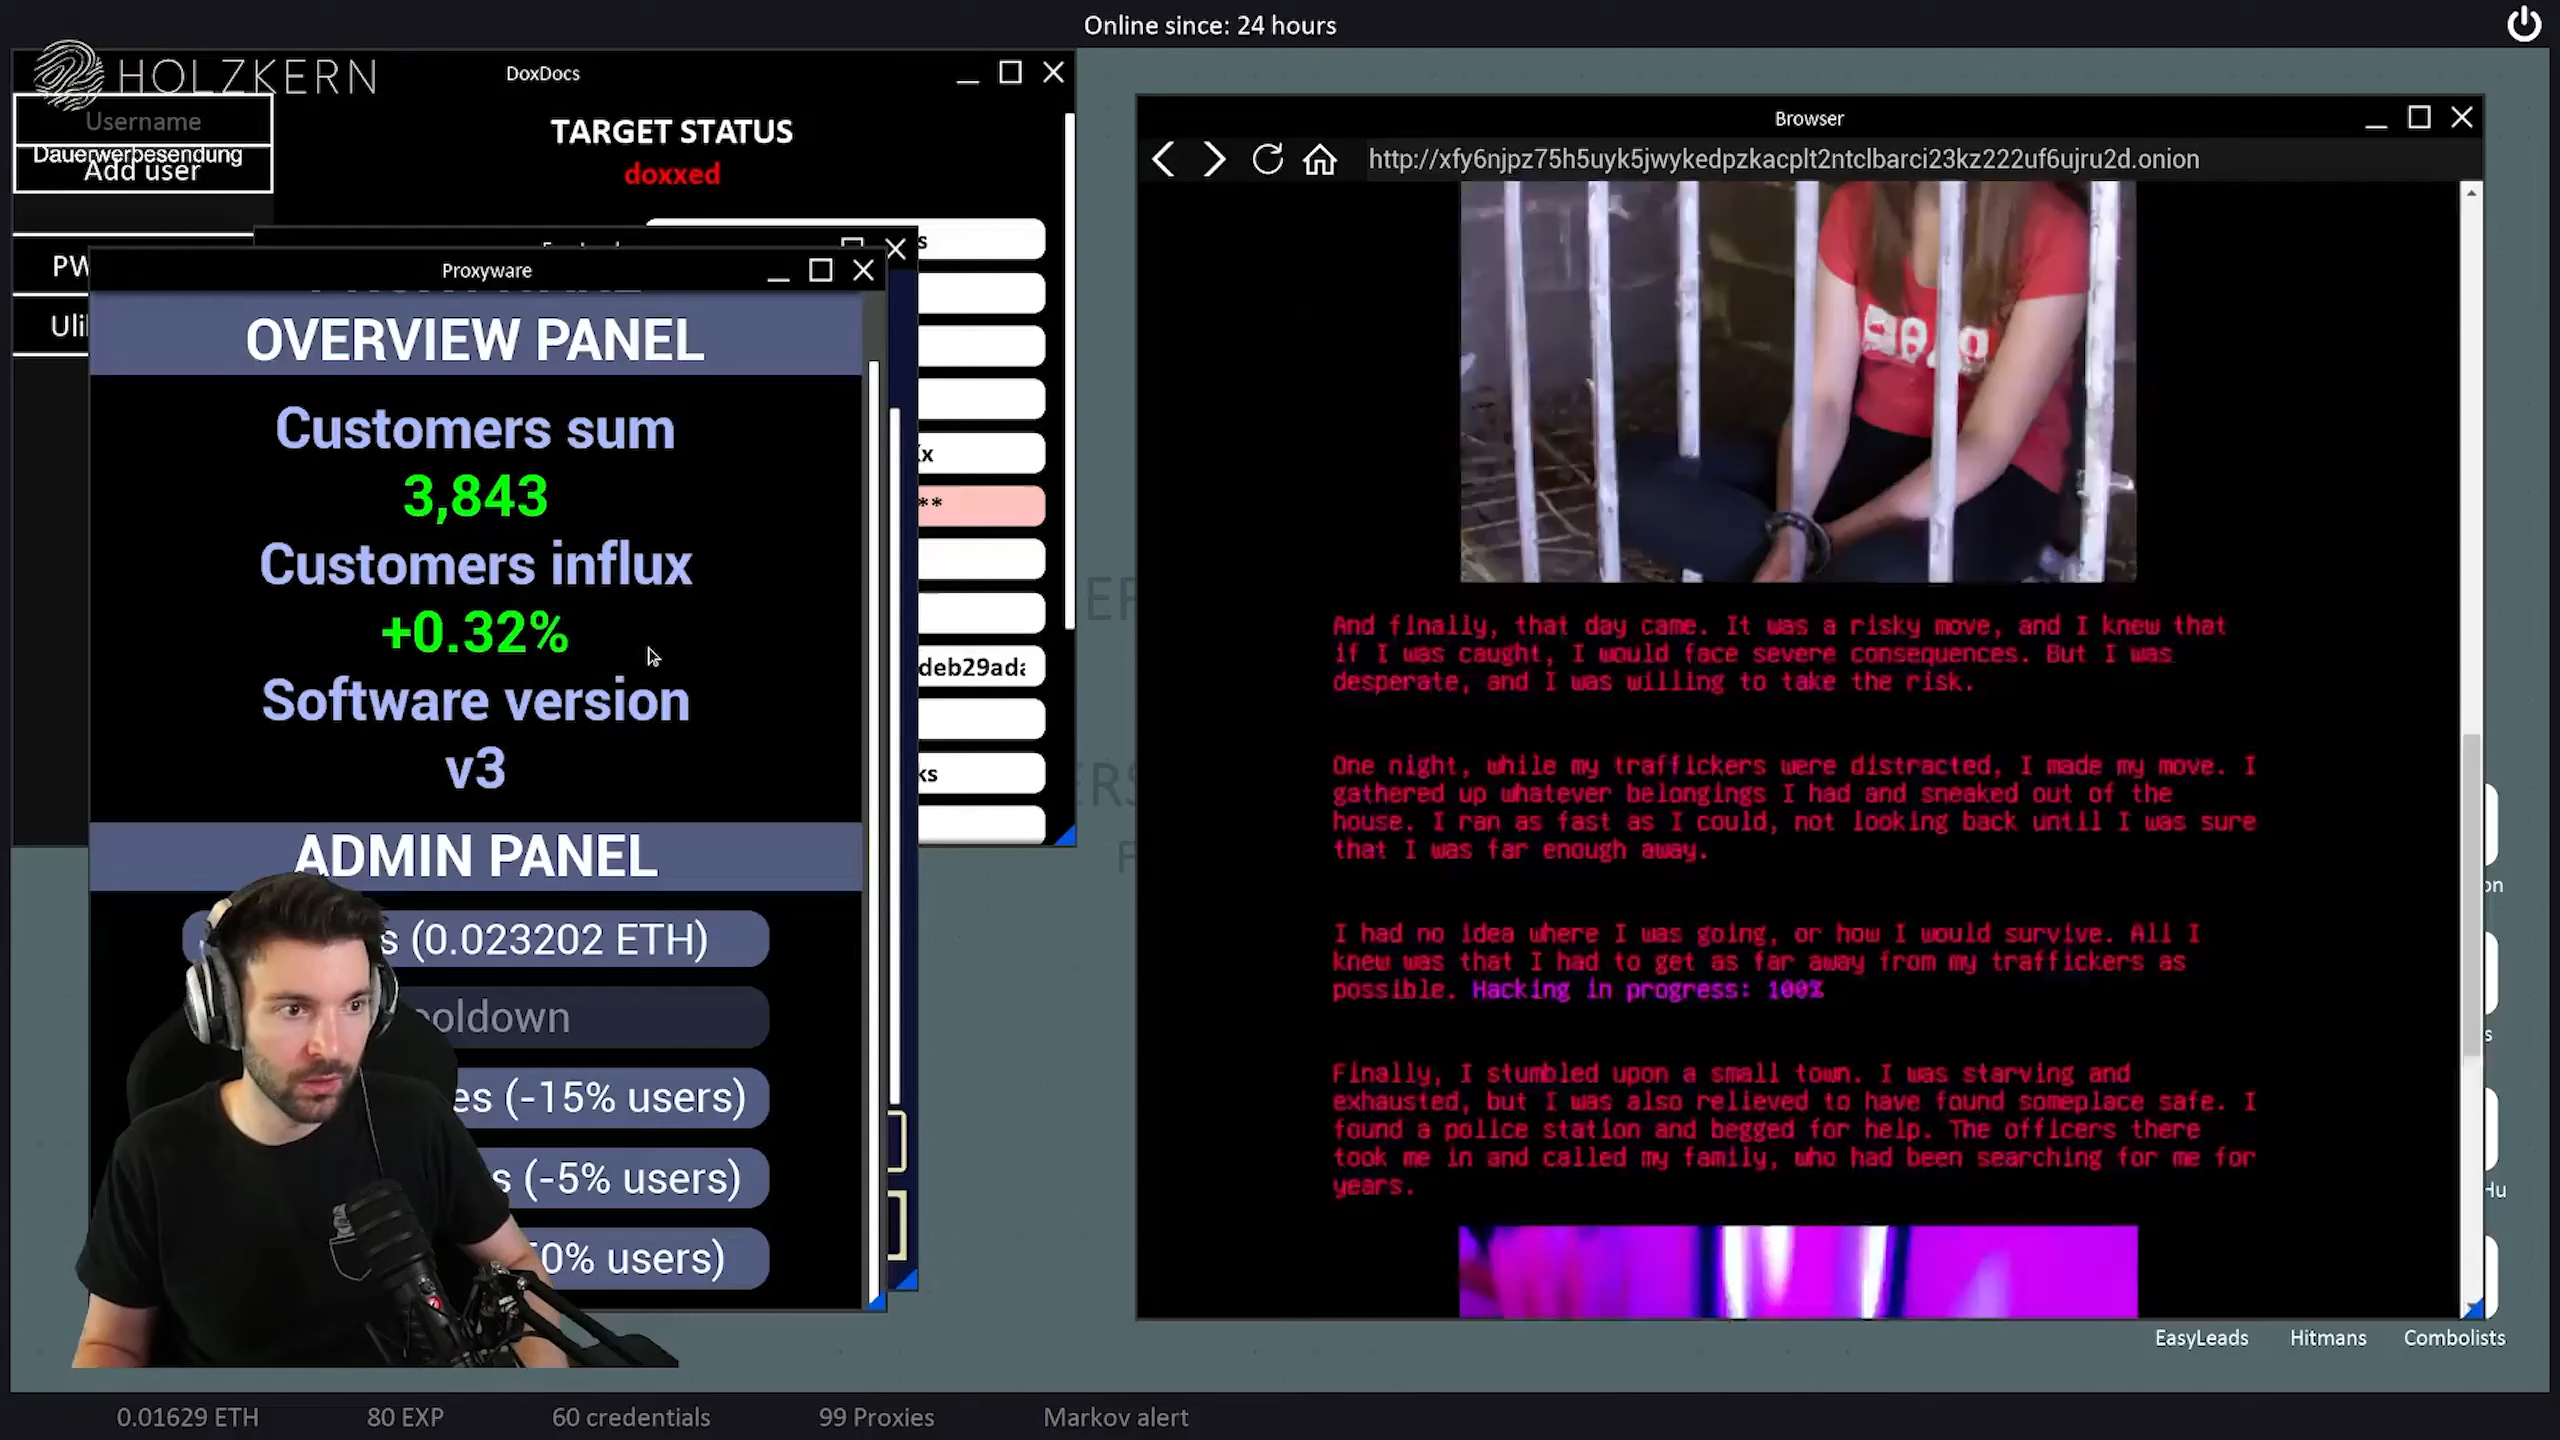 Online since: 24 hours
HOLZKERN
DoxDocs
Username
Dauerwerbesendung
Add user
TARGET STATUS
doxxed
s
x
**
deb29ada
ks
PW
Proxyware
OVERVIEW PANEL
Customers sum
3,843
Customers influx
+0.32%
Software version
v3
ADMIN PANEL
s (0.023202 ETH)
ooldown
es (-15% users)
s (-5% users)
0% users)
Browser
http://xfy6njpz75h5uyk5jwykedpzkacplt2ntclbarci23kz222uf6ujru2d.onion
And finally, that day came. It was a risky move, and I knew that
if I was caught, I would face severe consequences. But I was
desperate, and I was willing to take the risk.
One night, while my traffickers were distracted, I made my move. I
gathered up whatever belongings I had and sneaked out of the
house. I ran as fast as I could, not looking back until I was sure
that I was far enough away.
I had no idea where I was going, or how I would survive. All I
knew was that I had to get as far away from my traffickers as
possible. Hacking in progress: 100%
Finally, I stumbled upon a small town. I was starving and
exhausted, but I was also relieved to have found someplace safe. I
found a police station and begged for help. The officers there
took me in and called my family, who had been searching for me for
years.
on
s
Hu
EasyLeads Hitmans Combolists
0.01629 ETH 80 EXP 60 credentials 99 Proxies Markov alert